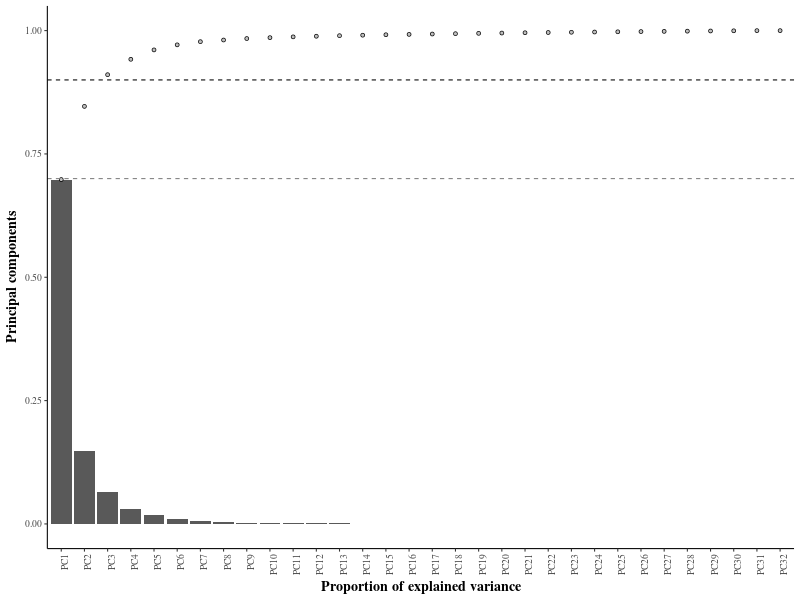 Principal components
1.00
0.75
0.50
0.25
0.00
PC1
PC2
PC3
PC4
PC5
PC6
PC7
PC8
PC9
PC10
PC11
PC12
PC13
PC14
PC15
PC16
PC17
PC18
PC19
PC20
PC21
PC22
PC23
PC24
PC25
PC26
PC27
PC28
PC29
PC30
PC31
PC32
Proportion of explained variance